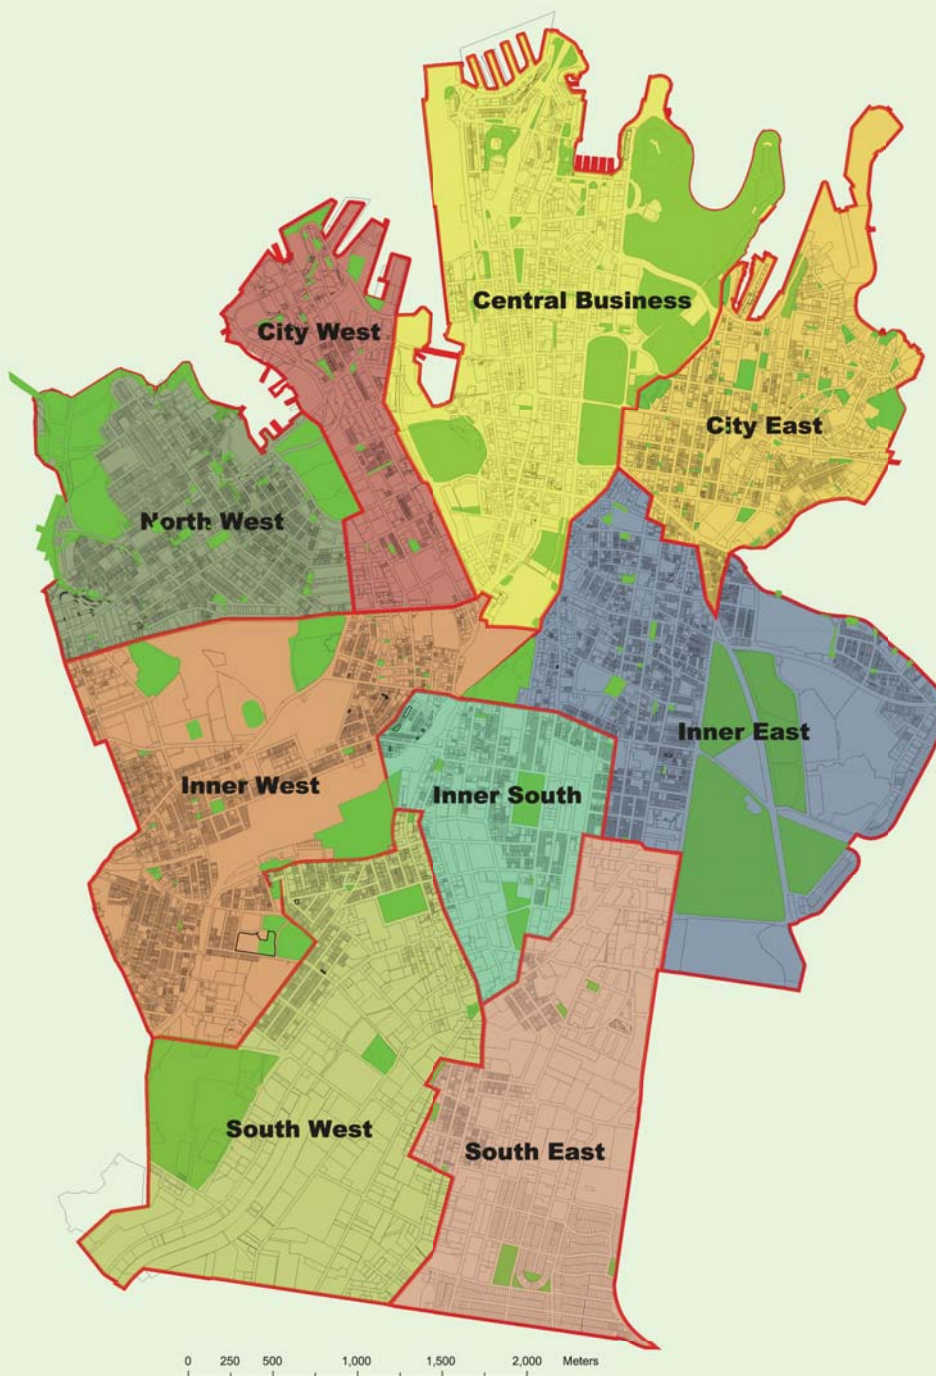 Central Business
City West
City East
North West
Inner East
Inner West
Inner South
South West
South East
0 250 500 1,000 1,500 2,000 Meters